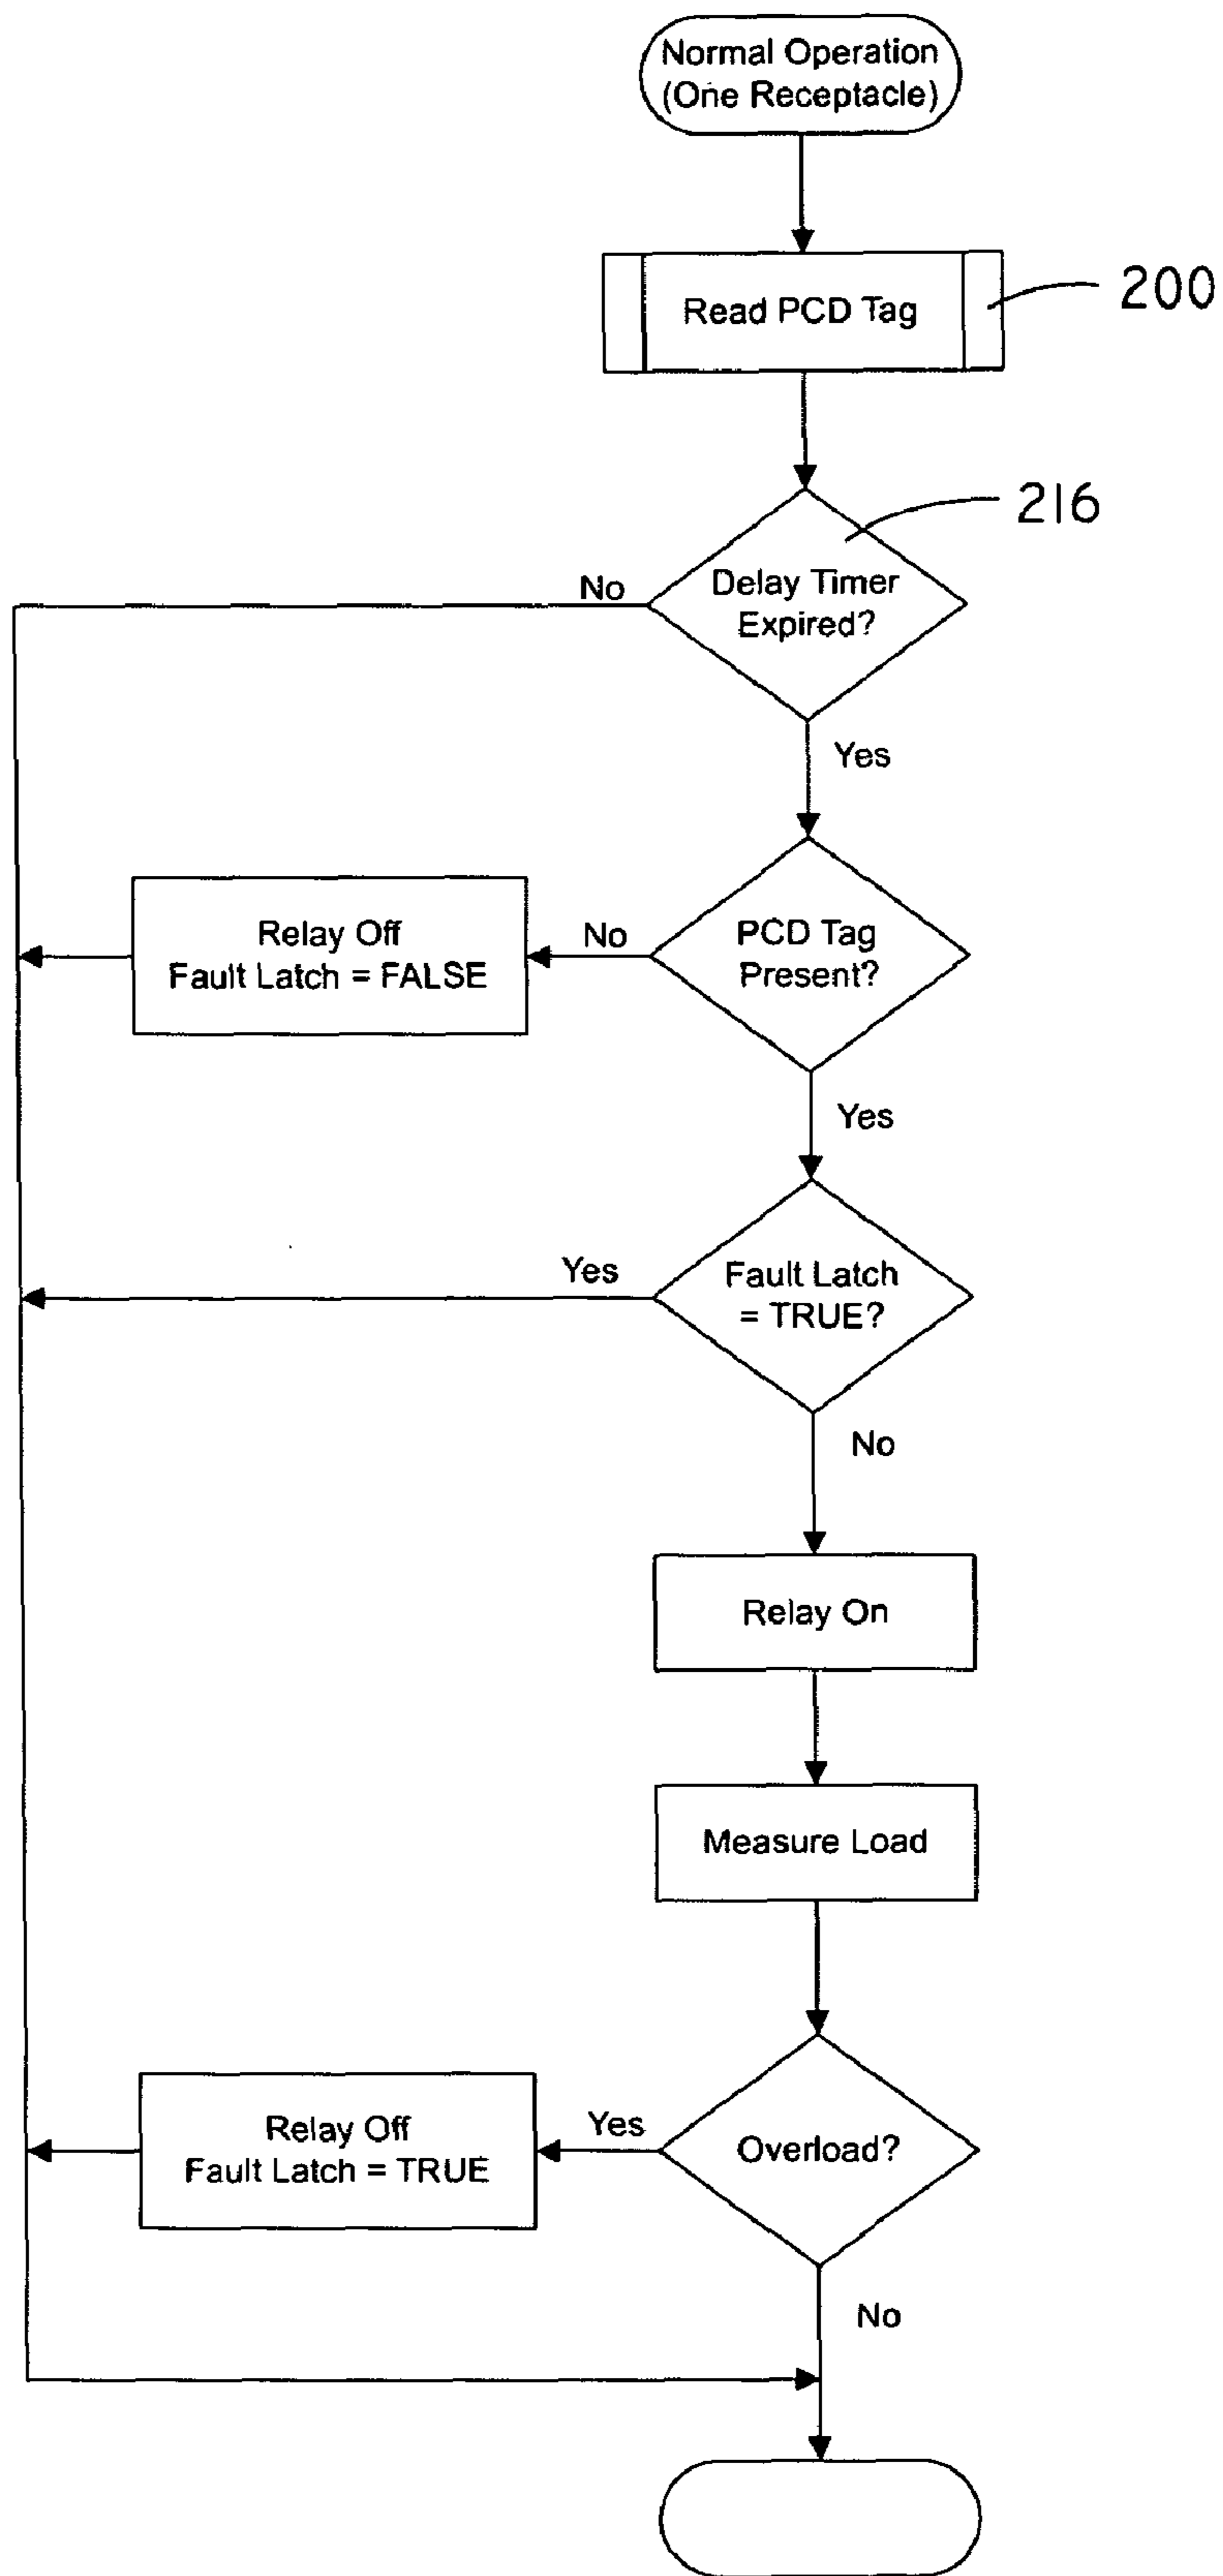 Normal Operation
(One Receptacle)
Read PCD Tag
200
216
Delay Timer
Expired?
No
Yes
PCD Tag
Present?
No
Relay Off
Fault Latch = FALSE
Yes
Fault Latch
= TRUE?
Yes
No
Relay On
Measure Load
Overload?
Yes
Relay Off
Fault Latch = TRUE
No